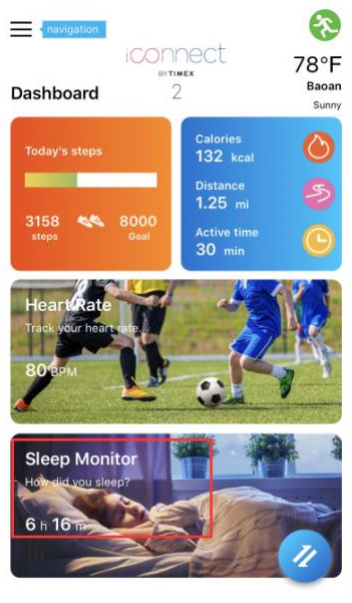 navigation
iconnect
BY TIMEX
2
78°F
Baoan
Sunny
Dashboard
Today's steps
3158
steps
8000
Goal
Calories
132 kcal
Distance
1.25 mi
Active time
30 min
Heart Rate
Track your heart rate.
80 BPM
Sleep Monitor
How did you sleep?
6 h 16 m